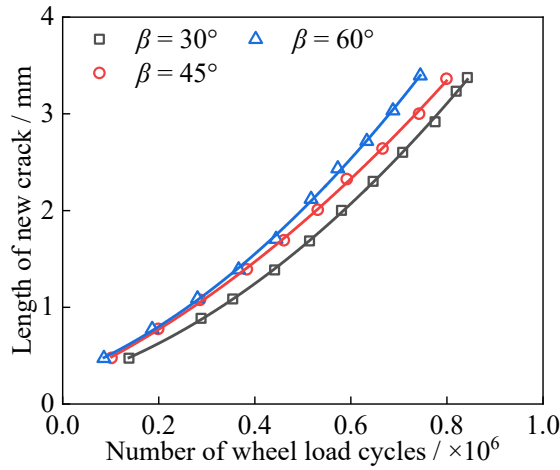 4
β = 30° β = 60°
β = 45°
3
2
1
0
Length of new crack / mm
0.0 0.2 0.4 0.6 0.8 1.0
Number of wheel load cycles / ×10⁶